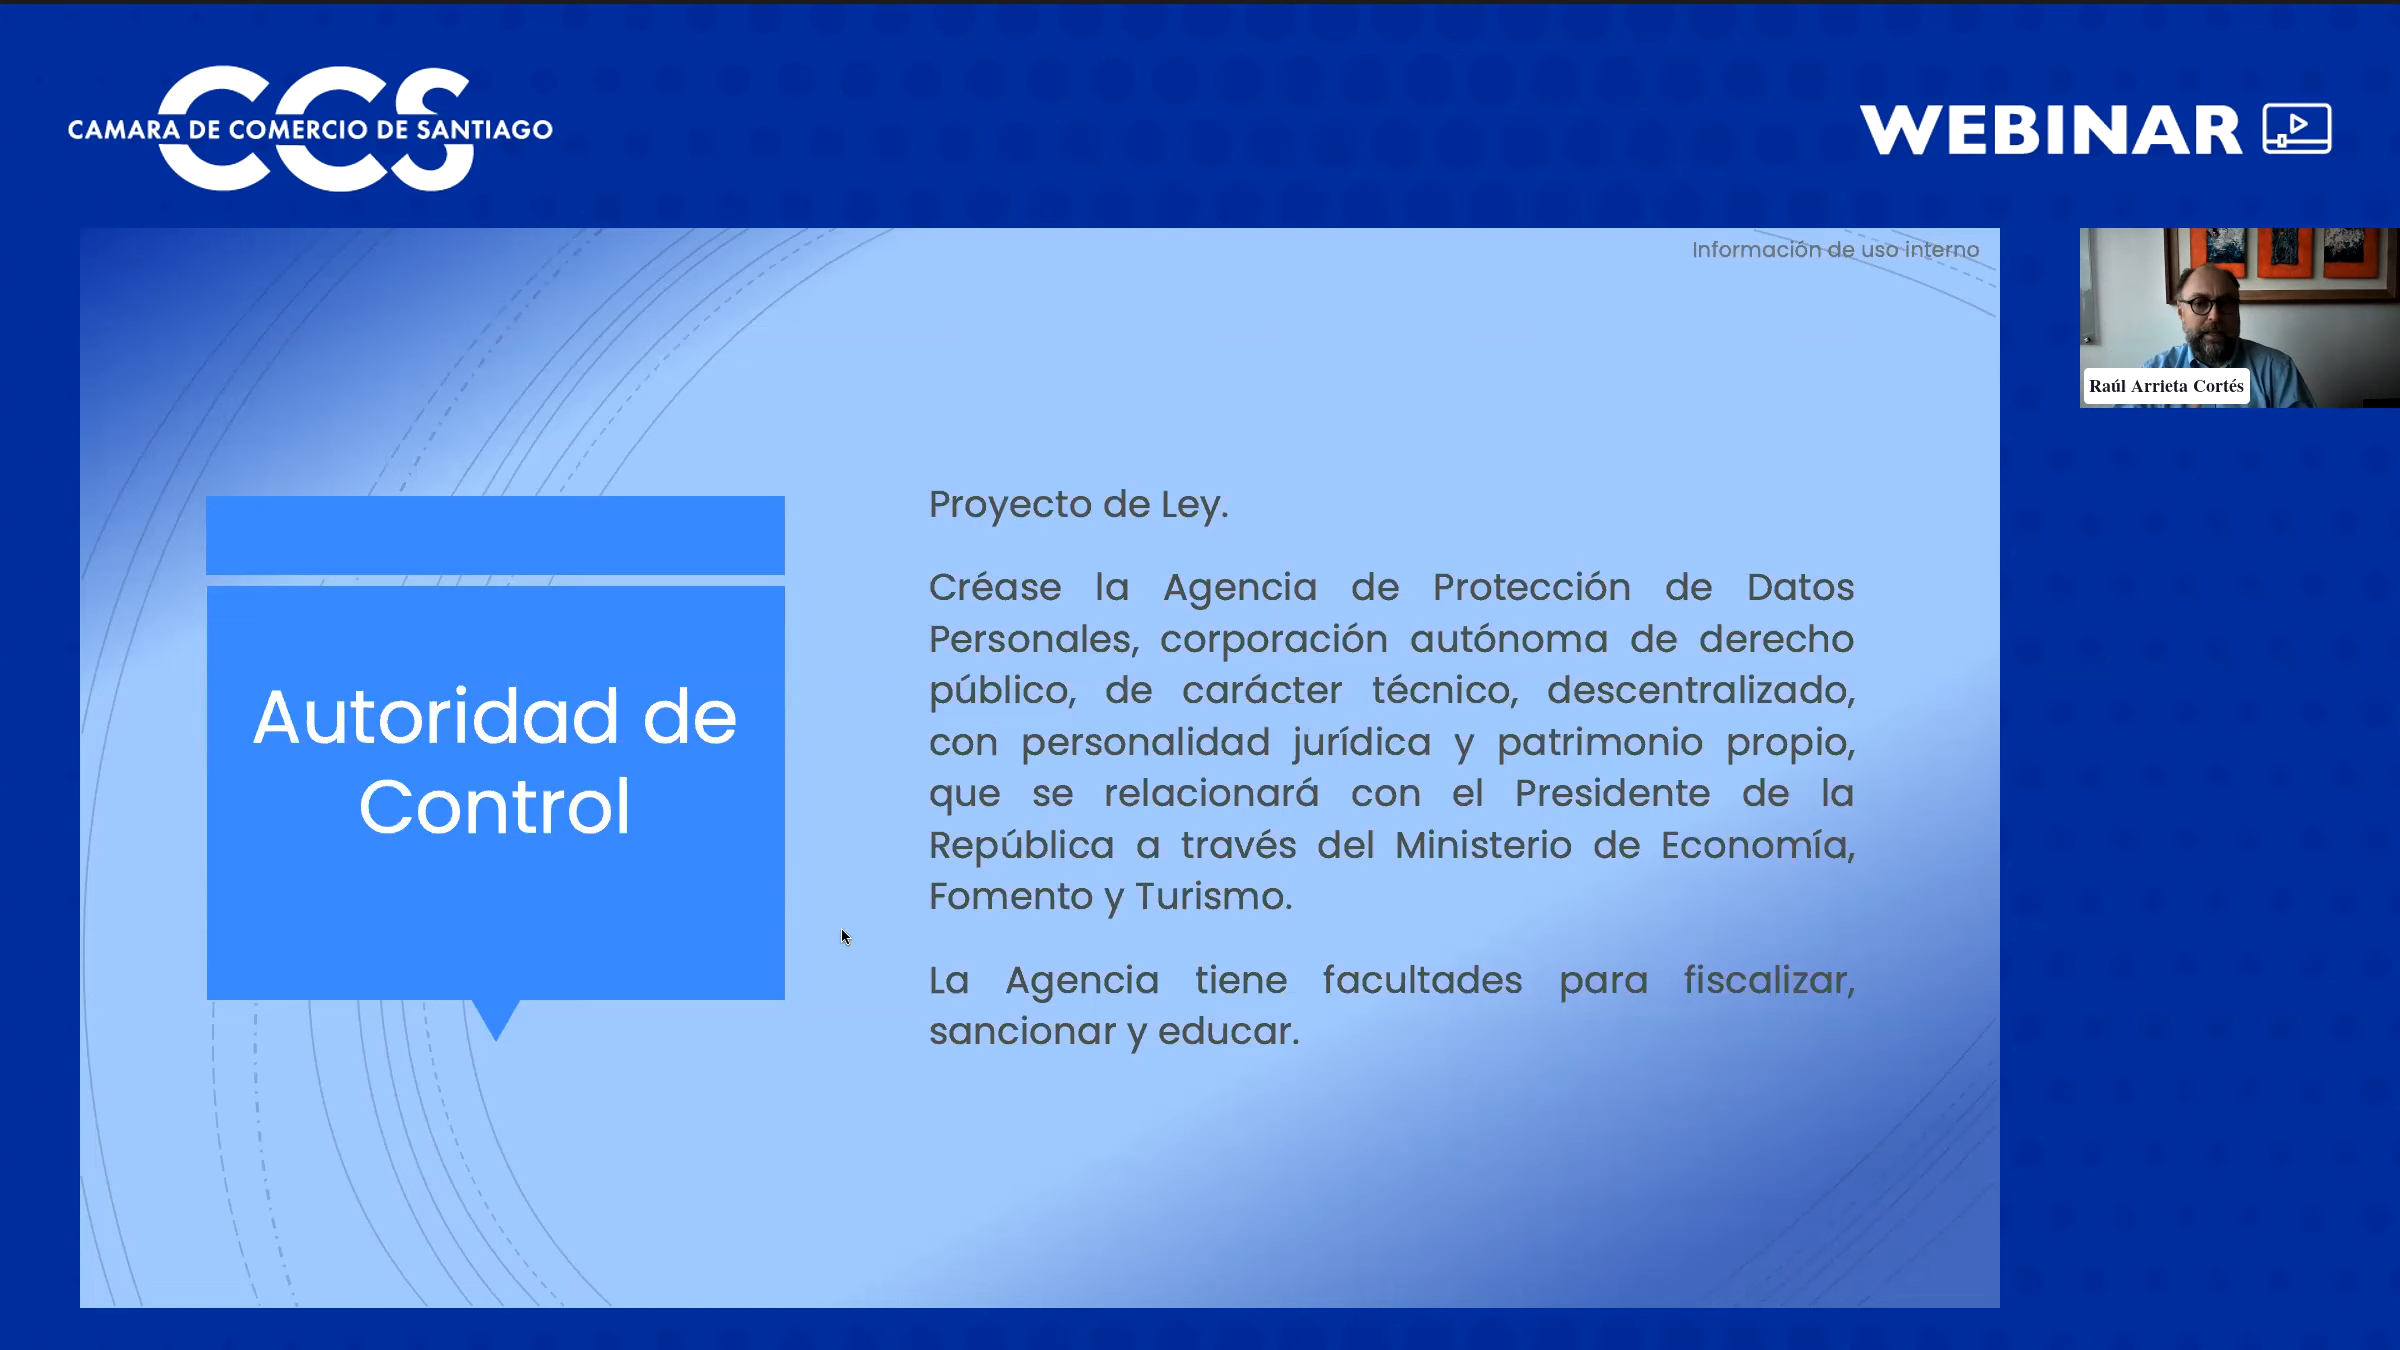 CCS
CAMARA DE COMERCIO DE SANTIAGO
WEBINAR
Información de uso interno
Raúl Arrieta Cortés
Autoridad de
Control
Proyecto de Ley.
Créase la Agencia de Protección de Datos
Personales, corporación autónoma de derecho
público, de carácter técnico, descentralizado,
con personalidad jurídica y patrimonio propio,
que se relacionará con el Presidente de la
República a través del Ministerio de Economía,
Fomento y Turismo.
La Agencia tiene facultades para fiscalizar,
sancionar y educar.